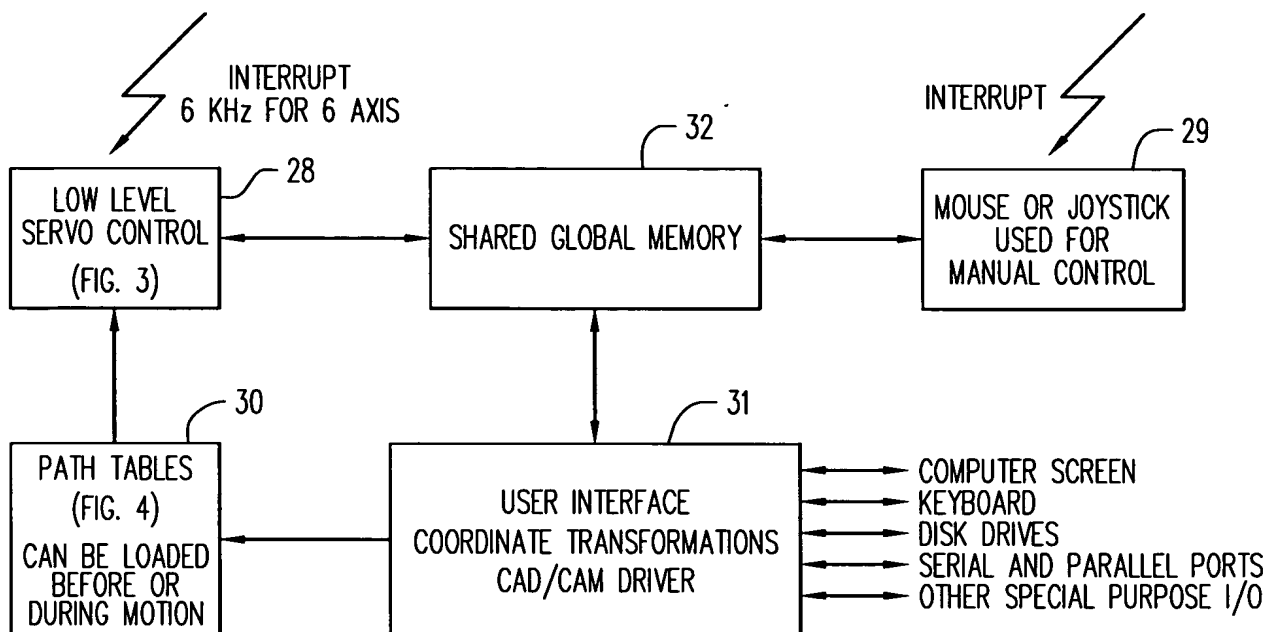 INTERRUPT
6 KHz FOR 6 AXIS
INTERRUPT
28
32
29
LOW LEVEL
SERVO CONTROL
(FIG. 3)
SHARED GLOBAL MEMORY
MOUSE OR JOYSTICK
USED FOR
MANUAL CONTROL
30
31
PATH TABLES
(FIG. 4)
CAN BE LOADED
BEFORE OR
DURING MOTION
USER INTERFACE
COORDINATE TRANSFORMATIONS
CAD/CAM DRIVER
COMPUTER SCREEN
KEYBOARD
DISK DRIVES
SERIAL AND PARALLEL PORTS
OTHER SPECIAL PURPOSE I/O